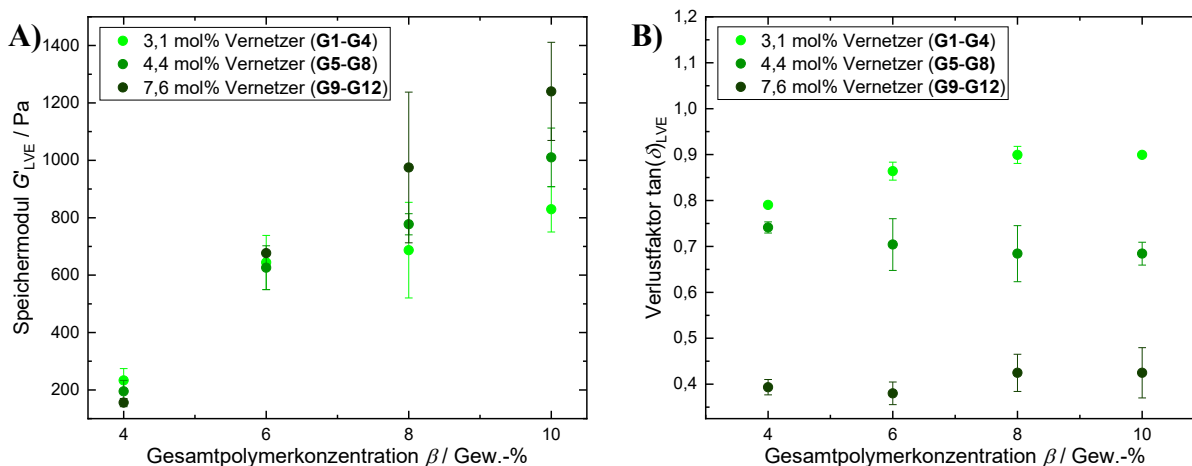 A)
Speichermodul G'LVE / Pa
1400
1200
1000
800
600
400
200
3,1 mol% Vernetzer (G1-G4)
4,4 mol% Vernetzer (G5-G8)
7,6 mol% Vernetzer (G9-G12)
4 6 8 10
Gesamtpolymerkonzentration β / Gew.-%
B)
Verlustfaktor tan(δ)LVE
1,2
1,1
1,0
0,9
0,8
0,7
0,6
0,5
0,4
3,1 mol% Vernetzer (G1-G4)
4,4 mol% Vernetzer (G5-G8)
7,6 mol% Vernetzer (G9-G12)
4 6 8 10
Gesamtpolymerkonzentration β / Gew.-%